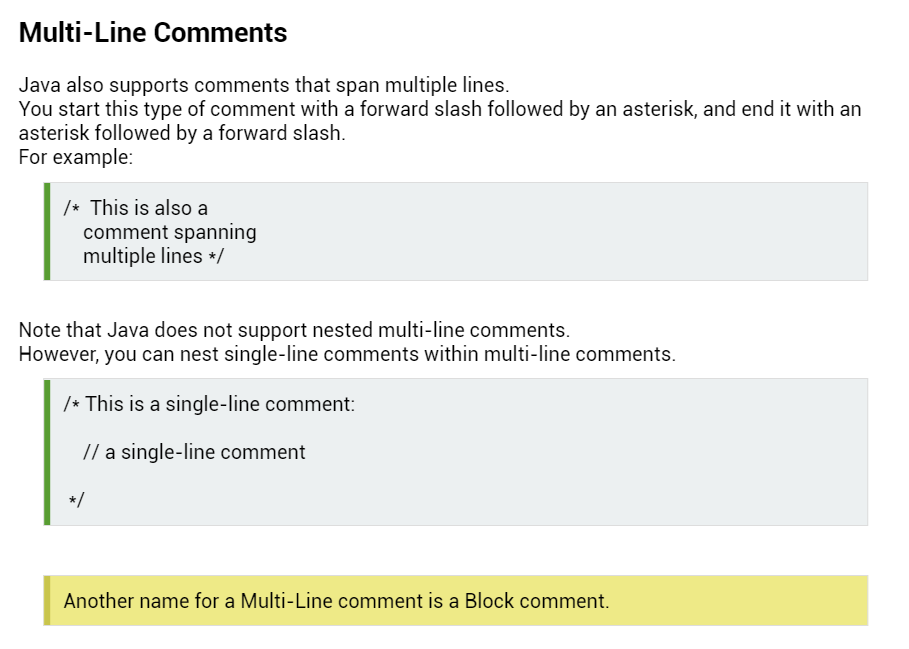 Multi-Line Comments
Java also supports comments that span multiple lines.
You start this type of comment with a forward slash followed by an asterisk, and end it with an
asterisk followed by a forward slash.
For example:
/*  This is also a
comment spanning
multiple lines */
Note that Java does not support nested multi-line comments.
However, you can nest single-line comments within multi-line comments.
/* This is a single-line comment:
// a single-line comment
*/
Another name for a Multi-Line comment is a Block comment.